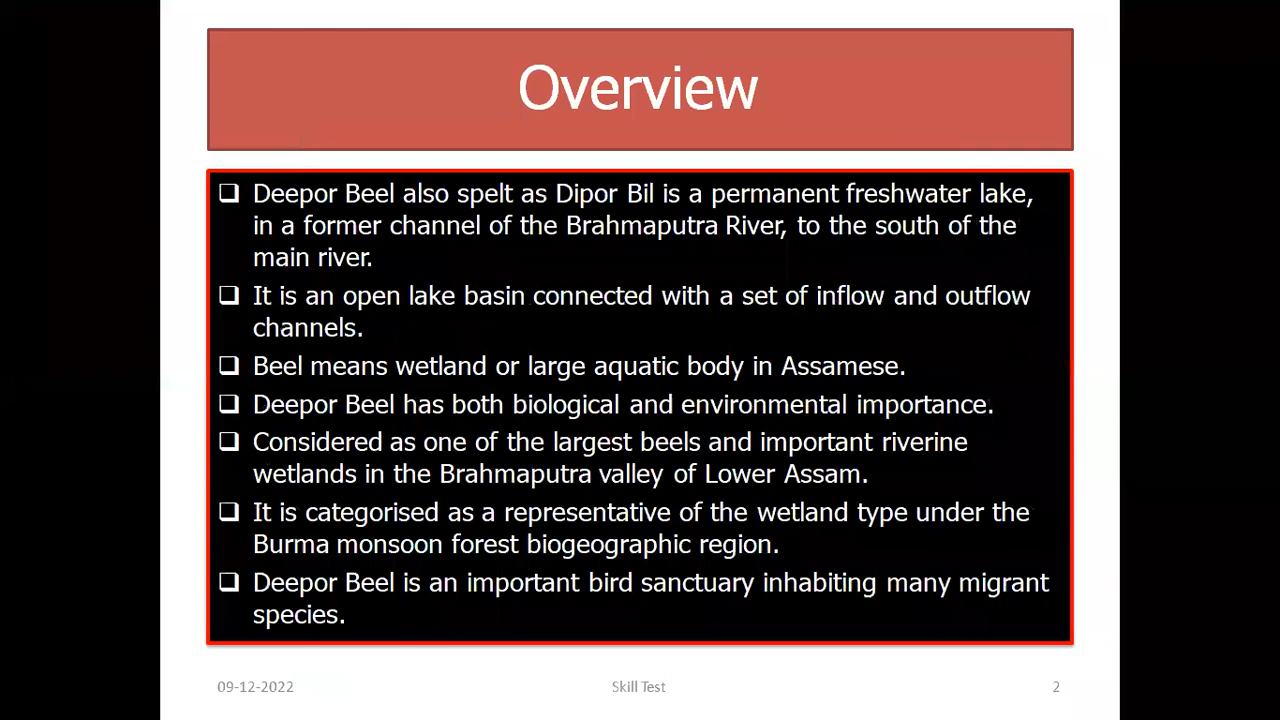 Overview
❑ Deepor Beel also spelt as Dipor Bil is a permanent freshwater lake,
in a former channel of the Brahmaputra River, to the south of the
main river.
❑ It is an open lake basin connected with a set of inflow and outflow
channels.
❑ Beel means wetland or large aquatic body in Assamese.
❑ Deepor Beel has both biological and environmental importance.
❑ Considered as one of the largest beels and important riverine
wetlands in the Brahmaputra valley of Lower Assam.
❑ It is categorised as a representative of the wetland type under the
Burma monsoon forest biogeographic region.
❑ Deepor Beel is an important bird sanctuary inhabiting many migrant
species.
09-12-2022 Skill Test 2